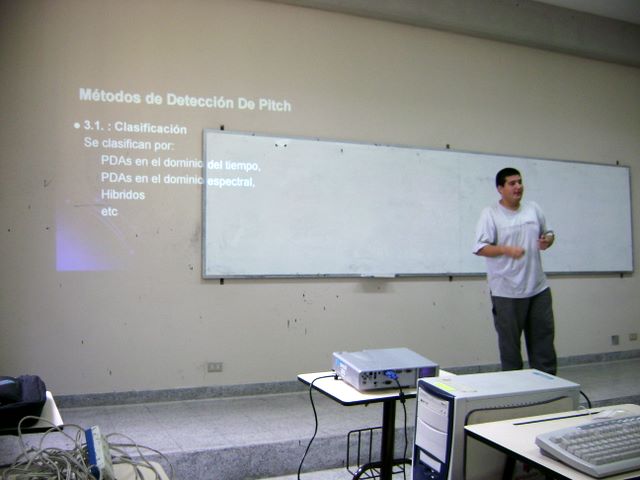 Métodos de Detección De Pitch
● 3.1. : Clasificación
Se clasifican por:
PDAs en el dominio del tiempo,
PDAs en el dominio espectral,
Híbridos
etc